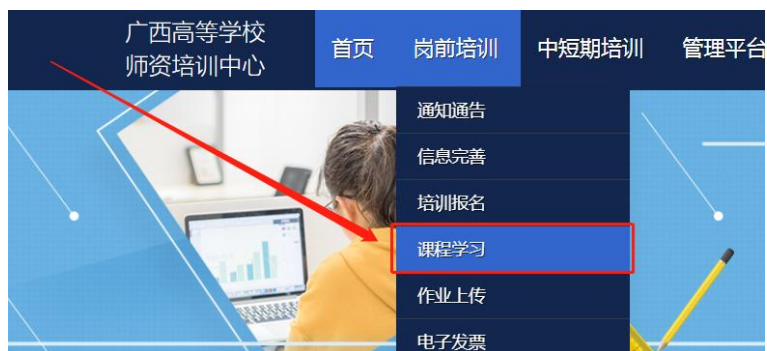 广西高等学校
师资培训中心
首页 岗前培训 中短期培训 管理平台
通知通告
信息完善
培训报名
课程学习
作业上传
电子发票